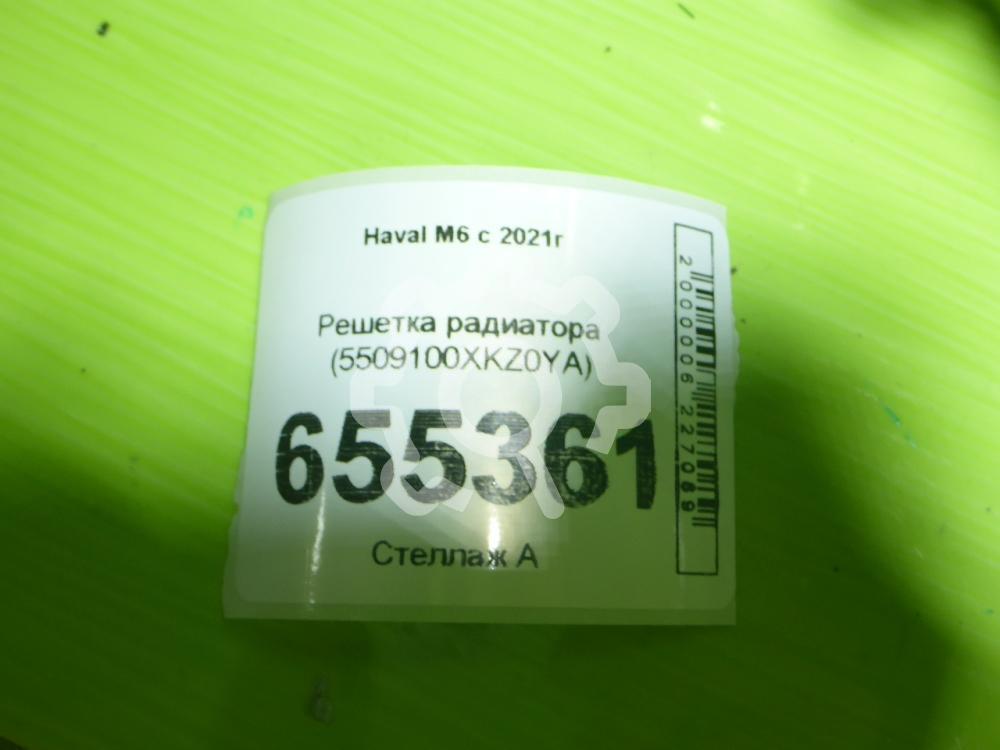 Haval M6 с 2021г
Решетка радиатора
(5509100XKZ0YA)
655361
Стеллаж А
2000006227089